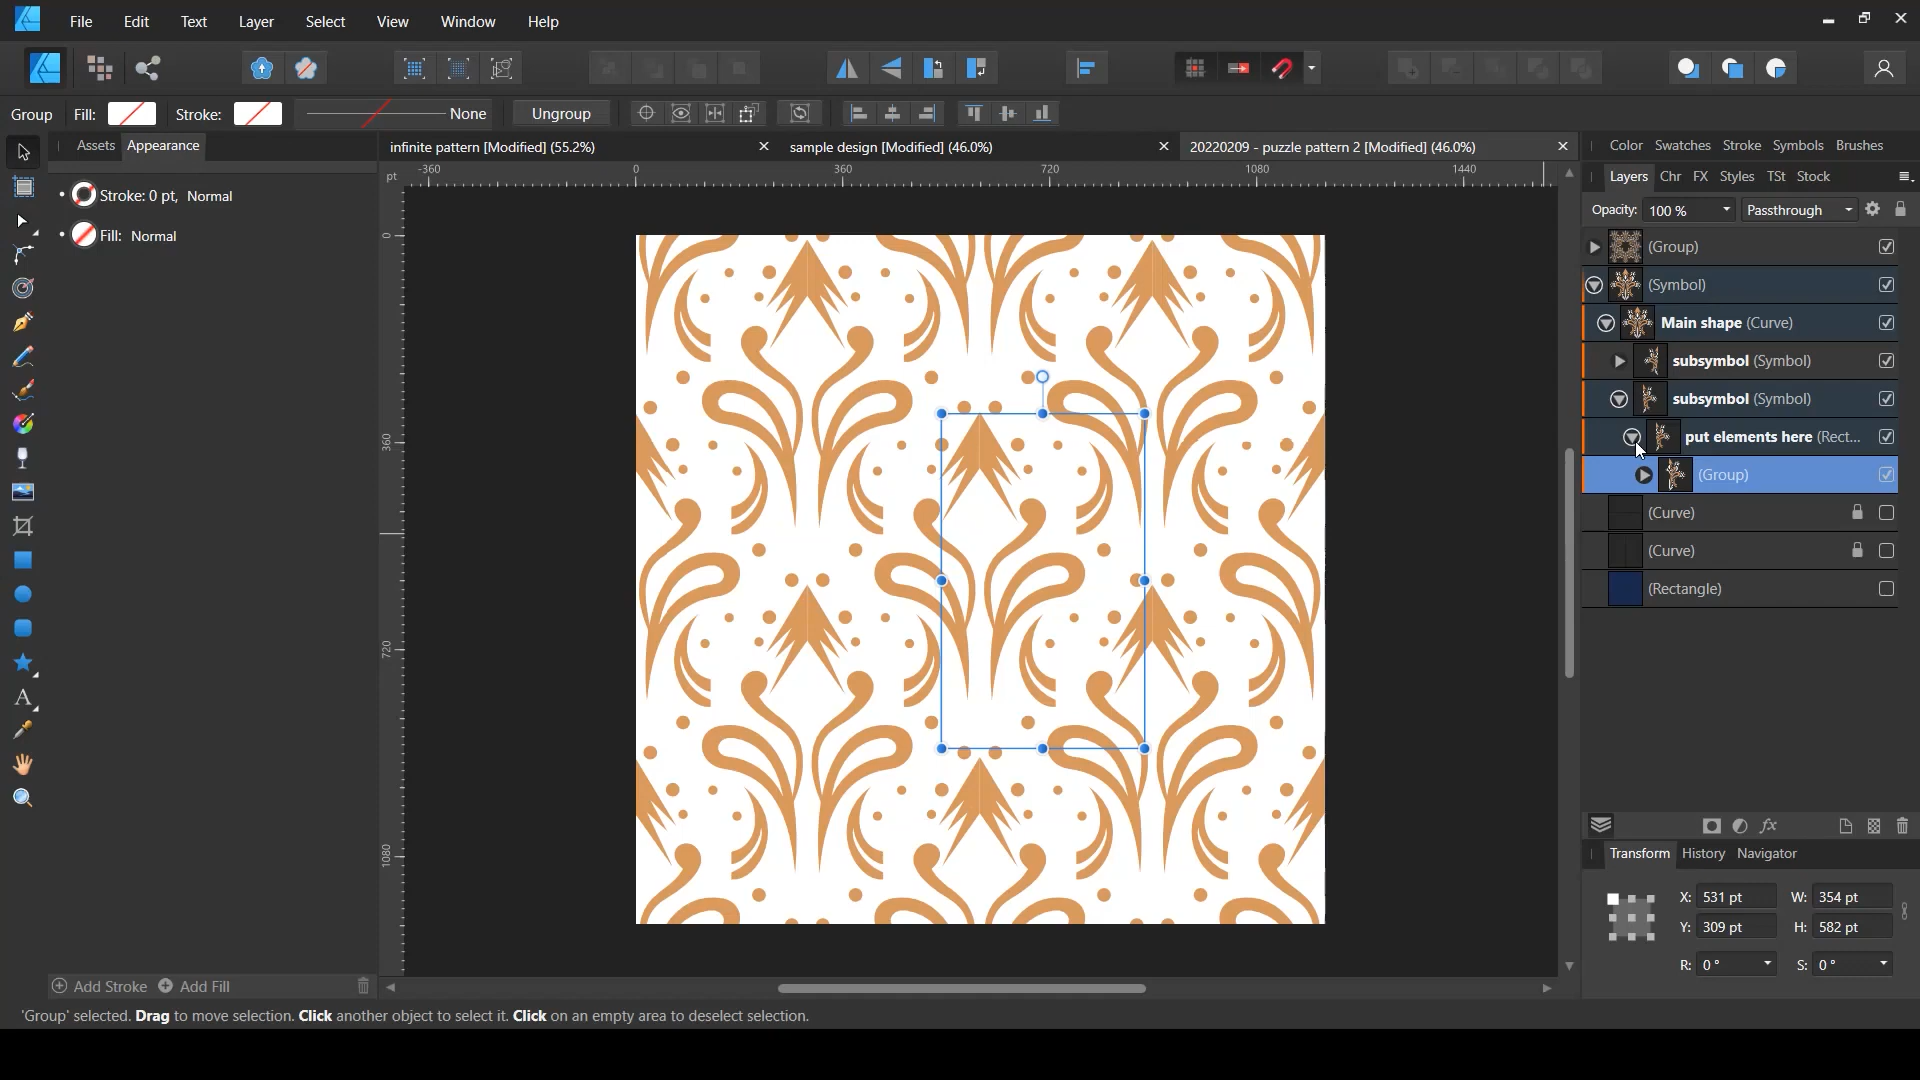 File Edit Text Layer Select View Window Help
Group Fill: Stroke: None Ungroup
Assets Appearance
Stroke: 0 pt, Normal
Fill: Normal
Add Stroke Add Fill
infinite pattern [Modified] (55.2%) sample design [Modified] (46.0%) 20220209 - puzzle pattern 2 [Modified] (46.0%)
pt -360 0 360 720 1080 1440
0
360
720
1080
Color Swatches Stroke Symbols Brushes
Layers Chr FX Styles TSt Stock
Opacity: 100 % Passthrough
(Group)
(Symbol)
Main shape (Curve)
subsymbol (Symbol)
subsymbol (Symbol)
put elements here (Rect...
(Group)
(Curve)
(Curve)
(Rectangle)
fx
Transform History Navigator
X: 531 pt W: 354 pt
Y: 309 pt H: 582 pt
R: 0 ° S: 0 °
'Group' selected. Drag to move selection. Click another object to select it. Click on an empty area to deselect selection.